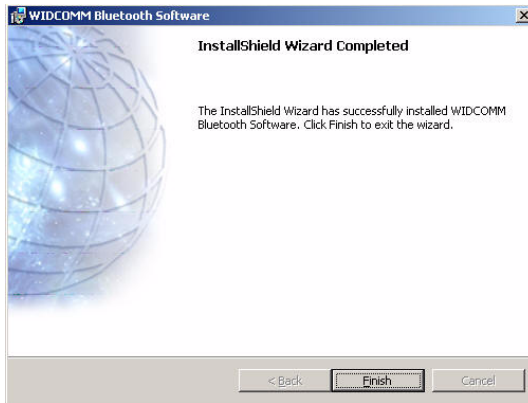 WIDCOMM Bluetooth Software
InstallShield Wizard Completed
The InstallShield Wizard has successfully installed WIDCOMM
Bluetooth Software. Click Finish to exit the wizard.
< Back Finish Cancel